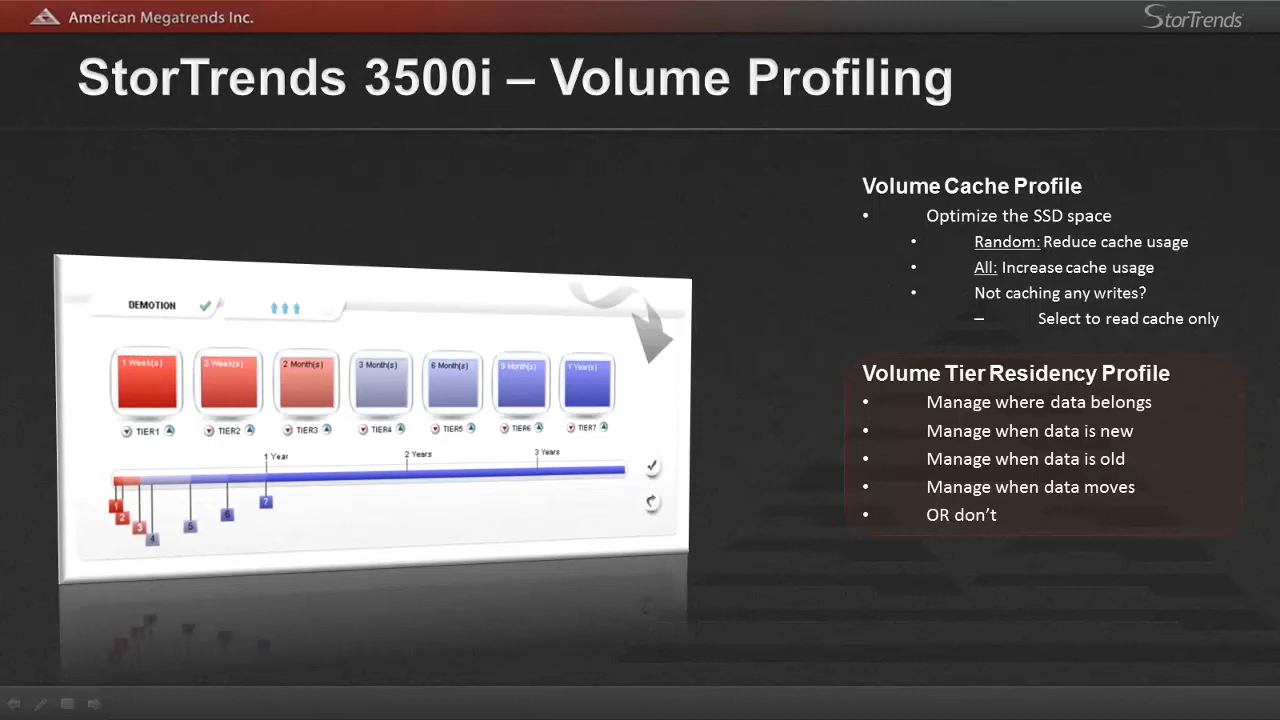 American Megatrends Inc.
StorTrends
StorTrends 3500i – Volume Profiling
DEMOTION
1 Week(s)
3 Week(s)
2 Month(s)
3 Month(s)
6 Month(s)
9 Month(s)
1 Year(s)
TIER1
TIER2
TIER3
TIER4
TIER5
TIER6
TIER7
1 Year
2 Years
3 Years
1
2
3
4
5
6
7
Volume Cache Profile
• Optimize the SSD space
• Random: Reduce cache usage
• All: Increase cache usage
• Not caching any writes?
– Select to read cache only
Volume Tier Residency Profile
• Manage where data belongs
• Manage when data is new
• Manage when data is old
• Manage when data moves
• OR don’t